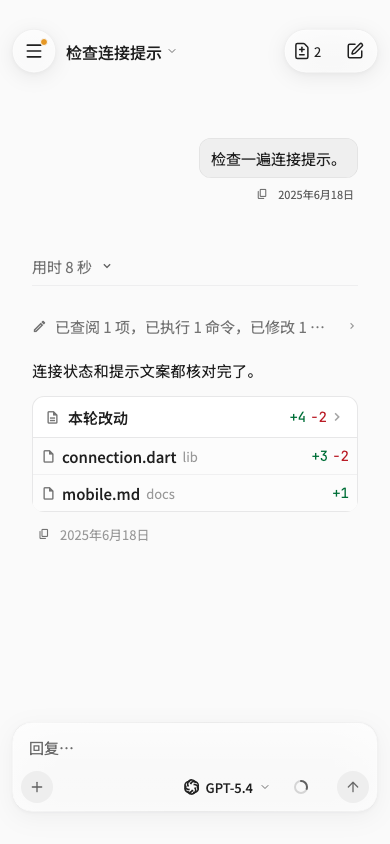 检查连接提示
2
检查一遍连接提示。
2025年6月18日
用时 8 秒
已查阅 1 项，已执行 1 命令，已修改 1 …
连接状态和提示文案都核对完了。
本轮改动 +4 -2
connection.dart lib +3 -2
mobile.md docs +1
2025年6月18日
回复…
GPT-5.4